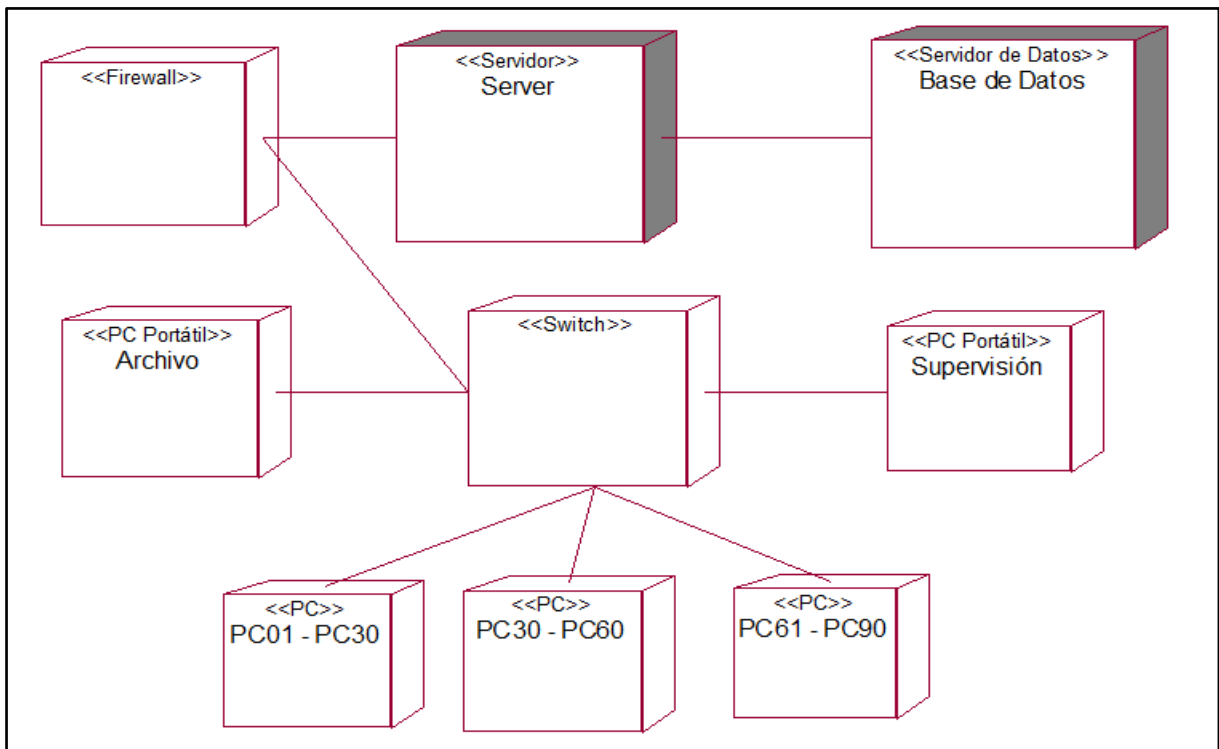 <<Firewall>>
<<Servidor>>
Server
<<Servidor de Datos>>
Base de Datos
<<PC Portátil>>
Archivo
<<Switch>>
<<PC Portátil>>
Supervisión
<<PC>>
PC01 - PC30
<<PC>>
PC30 - PC60
<<PC>>
PC61 - PC90